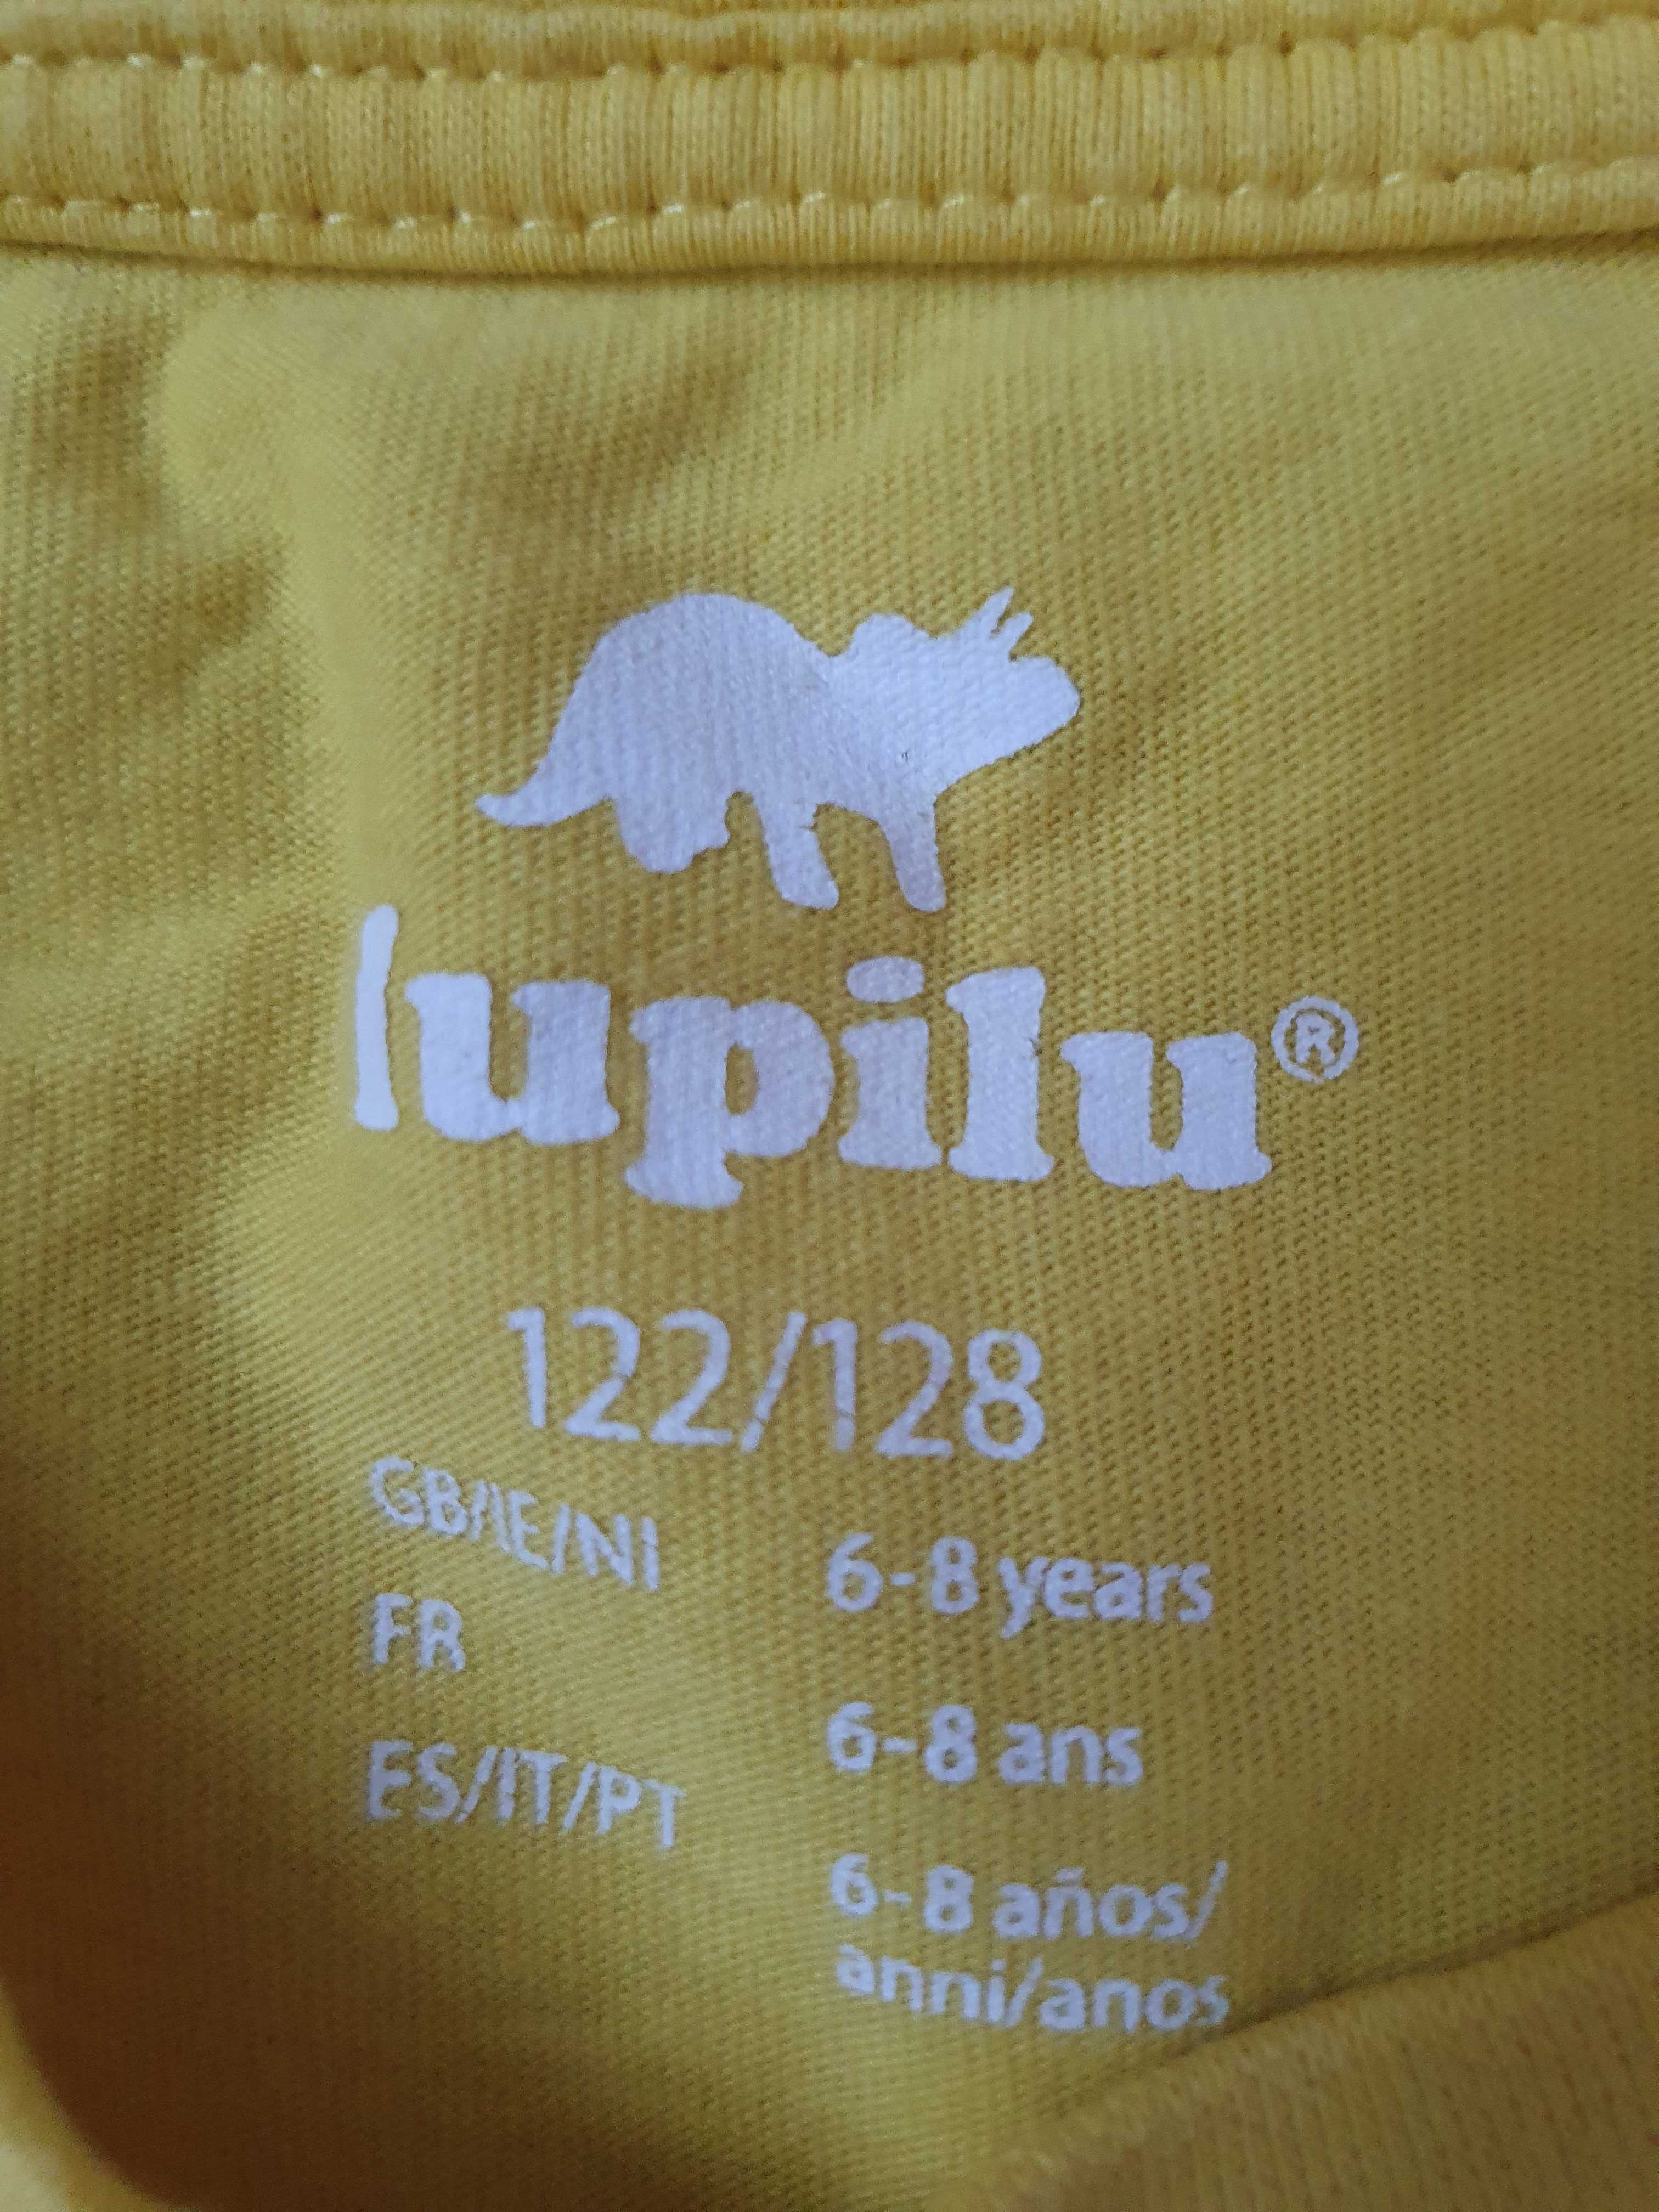 lupilu®
122/128
GB/IE/NI 6-8 years
FR 6-8 ans
ES/IT/PT 6-8 años/
anni/anos